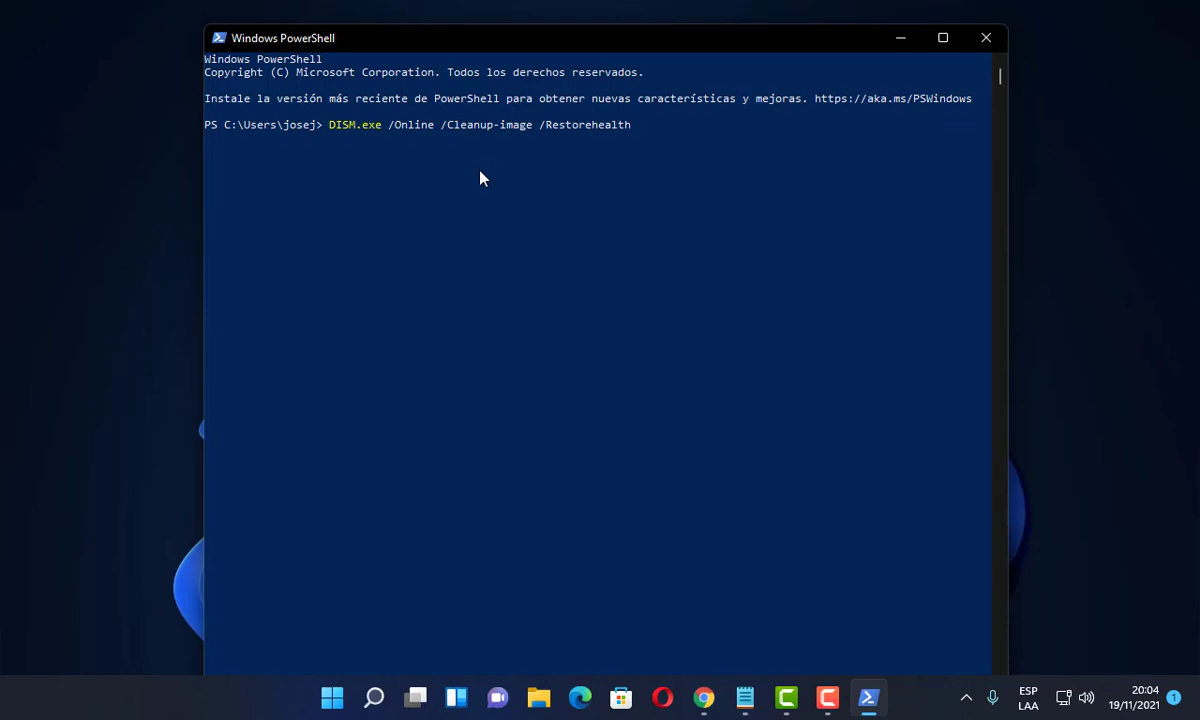 Windows PowerShell
Windows PowerShell
Copyright (C) Microsoft Corporation. Todos los derechos reservados.
Instale la versión más reciente de PowerShell para obtener nuevas características y mejoras. https://aka.ms/PSWindows
PS C:\Users\josej> DISM.exe /Online /Cleanup-image /Restorehealth
ESP
LAA
20:04
19/11/2021
1